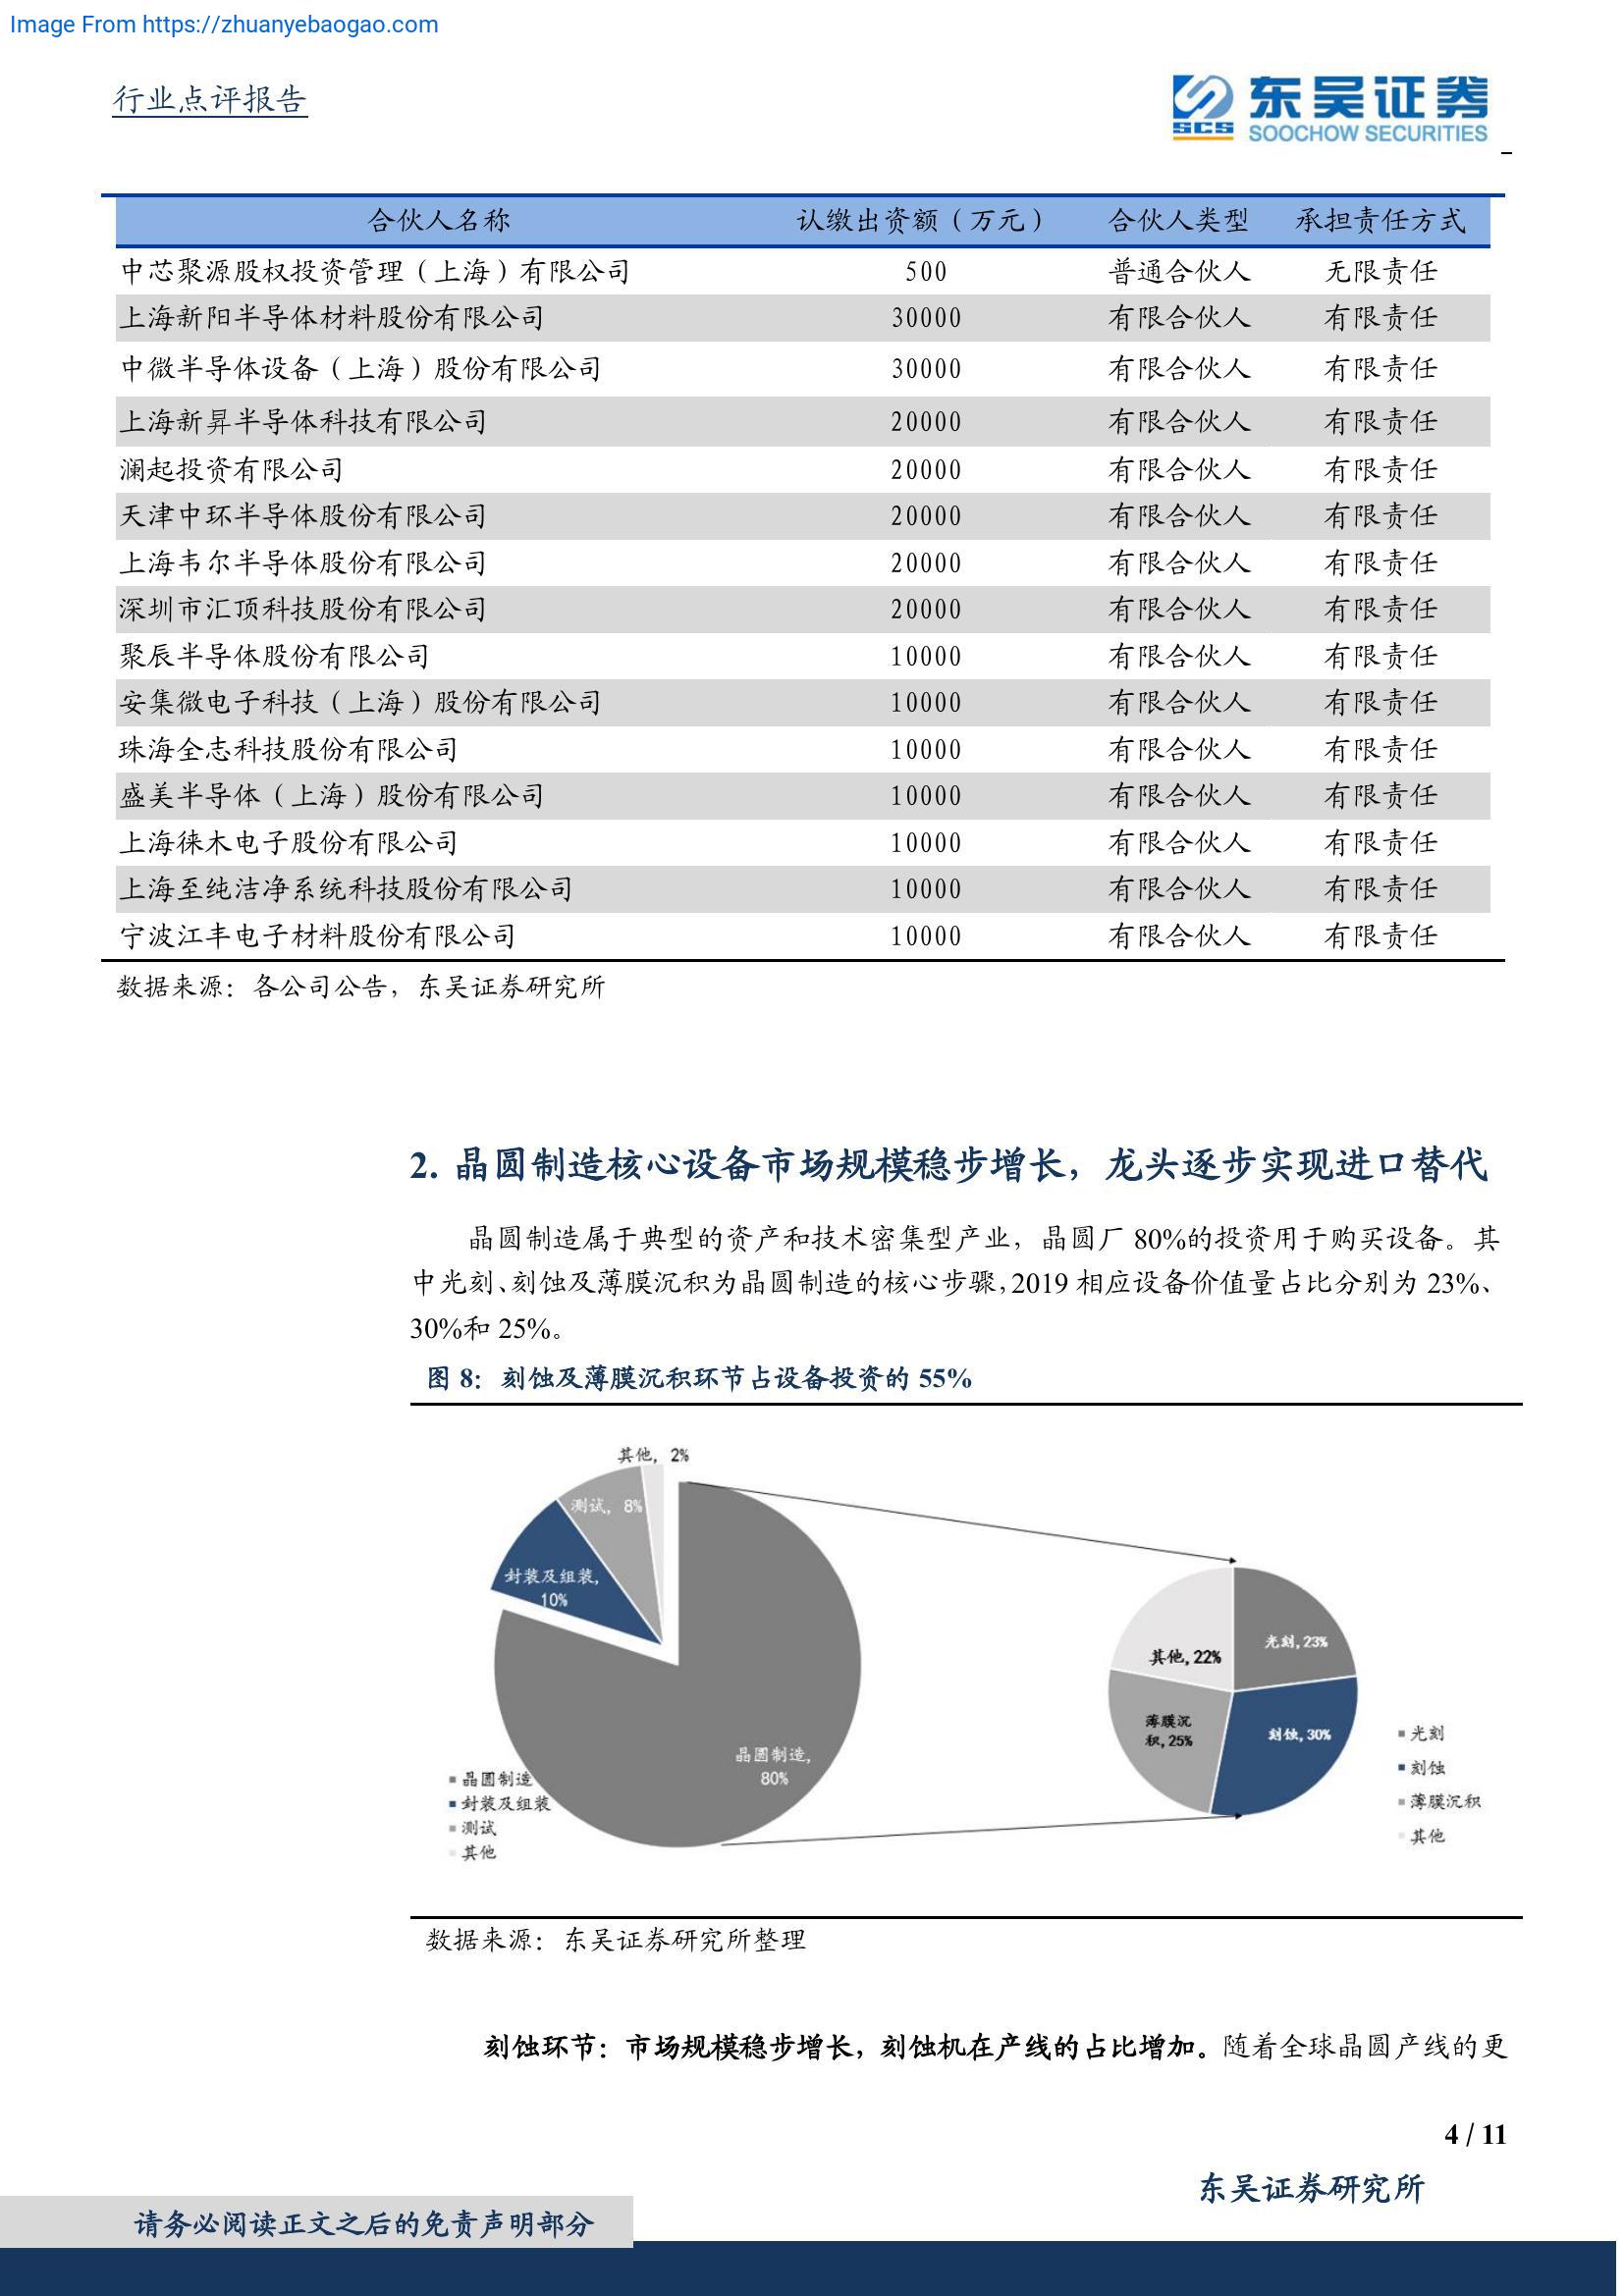 Image From https://zhuanyebaogao.com
行业点评报告
SCS
东吴证券
SOOCHOW SECURITIES
合伙人名称 认缴出资额（万元） 合伙人类型 承担责任方式
中芯聚源股权投资管理（上海）有限公司 500 普通合伙人 无限责任
上海新阳半导体材料股份有限公司 30000 有限合伙人 有限责任
中微半导体设备（上海）股份有限公司 30000 有限合伙人 有限责任
上海新昇半导体科技有限公司 20000 有限合伙人 有限责任
澜起投资有限公司 20000 有限合伙人 有限责任
天津中环半导体股份有限公司 20000 有限合伙人 有限责任
上海韦尔半导体股份有限公司 20000 有限合伙人 有限责任
深圳市汇顶科技股份有限公司 20000 有限合伙人 有限责任
聚辰半导体股份有限公司 10000 有限合伙人 有限责任
安集微电子科技（上海）股份有限公司 10000 有限合伙人 有限责任
珠海全志科技股份有限公司 10000 有限合伙人 有限责任
盛美半导体（上海）股份有限公司 10000 有限合伙人 有限责任
上海徕木电子股份有限公司 10000 有限合伙人 有限责任
上海至纯洁净系统科技股份有限公司 10000 有限合伙人 有限责任
宁波江丰电子材料股份有限公司 10000 有限合伙人 有限责任
数据来源：各公司公告，东吴证券研究所
2. 晶圆制造核心设备市场规模稳步增长，龙头逐步实现进口替代
晶圆制造属于典型的资产和技术密集型产业，晶圆厂 80%的投资用于购买设备。其
中光刻、刻蚀及薄膜沉积为晶圆制造的核心步骤，2019 相应设备价值量占比分别为 23%、
30%和 25%。
图 8：刻蚀及薄膜沉积环节占设备投资的 55%
其他，2%
测试，8%
封装及组装，
10%
晶圆制造，
80%
晶圆制造
封装及组装
测试
其他
光刻,23%
其他,22%
刻蚀,30%
薄膜沉
积,25%
光刻
刻蚀
薄膜沉积
其他
数据来源：东吴证券研究所整理
刻蚀环节：市场规模稳步增长，刻蚀机在产线的占比增加。随着全球晶圆产线的更
4 / 11
东吴证券研究所
请务必阅读正文之后的免责声明部分